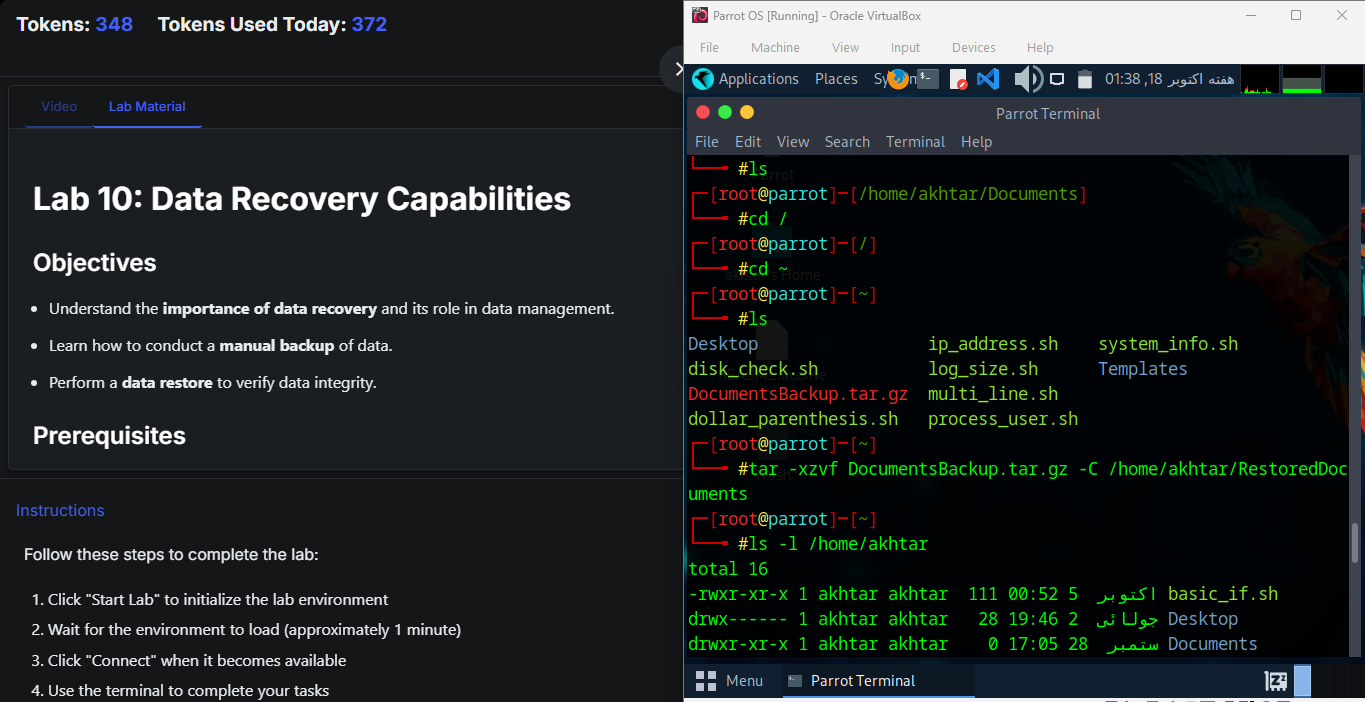 Tokens: 348 Tokens Used Today: 372
Video Lab Material
Lab 10: Data Recovery Capabilities
Objectives
• Understand the importance of data recovery and its role in data management.
• Learn how to conduct a manual backup of data.
• Perform a data restore to verify data integrity.
Prerequisites
Instructions
Follow these steps to complete the lab:
1. Click "Start Lab" to initialize the lab environment
2. Wait for the environment to load (approximately 1 minute)
3. Click "Connect" when it becomes available
4. Use the terminal to complete your tasks
Parrot OS [Running] - Oracle VirtualBox
File Machine View Input Devices Help
Applications Places هفته اکتوبر 18, 01:38
Parrot Terminal
File Edit View Search Terminal Help
#ls
[root@parrot]-[/home/akhtar/Documents]
#cd /
[root@parrot]-[/]
#cd ~
[root@parrot]-[~]
#ls
Desktop ip_address.sh system_info.sh
disk_check.sh log_size.sh Templates
DocumentsBackup.tar.gz multi_line.sh
dollar_parenthesis.sh process_user.sh
[root@parrot]-[~]
#tar -xzvf DocumentsBackup.tar.gz -C /home/akhtar/RestoredDoc
uments
[root@parrot]-[~]
#ls -l /home/akhtar
total 16
-rwxr-xr-x 1 akhtar akhtar 111 00:52 5 اکتوبر basic_if.sh
drwx------ 1 akhtar akhtar 28 19:46 2 جولائی Desktop
drwxr-xr-x 1 akhtar akhtar 0 17:05 28 ستمبر Documents
Menu Parrot Terminal